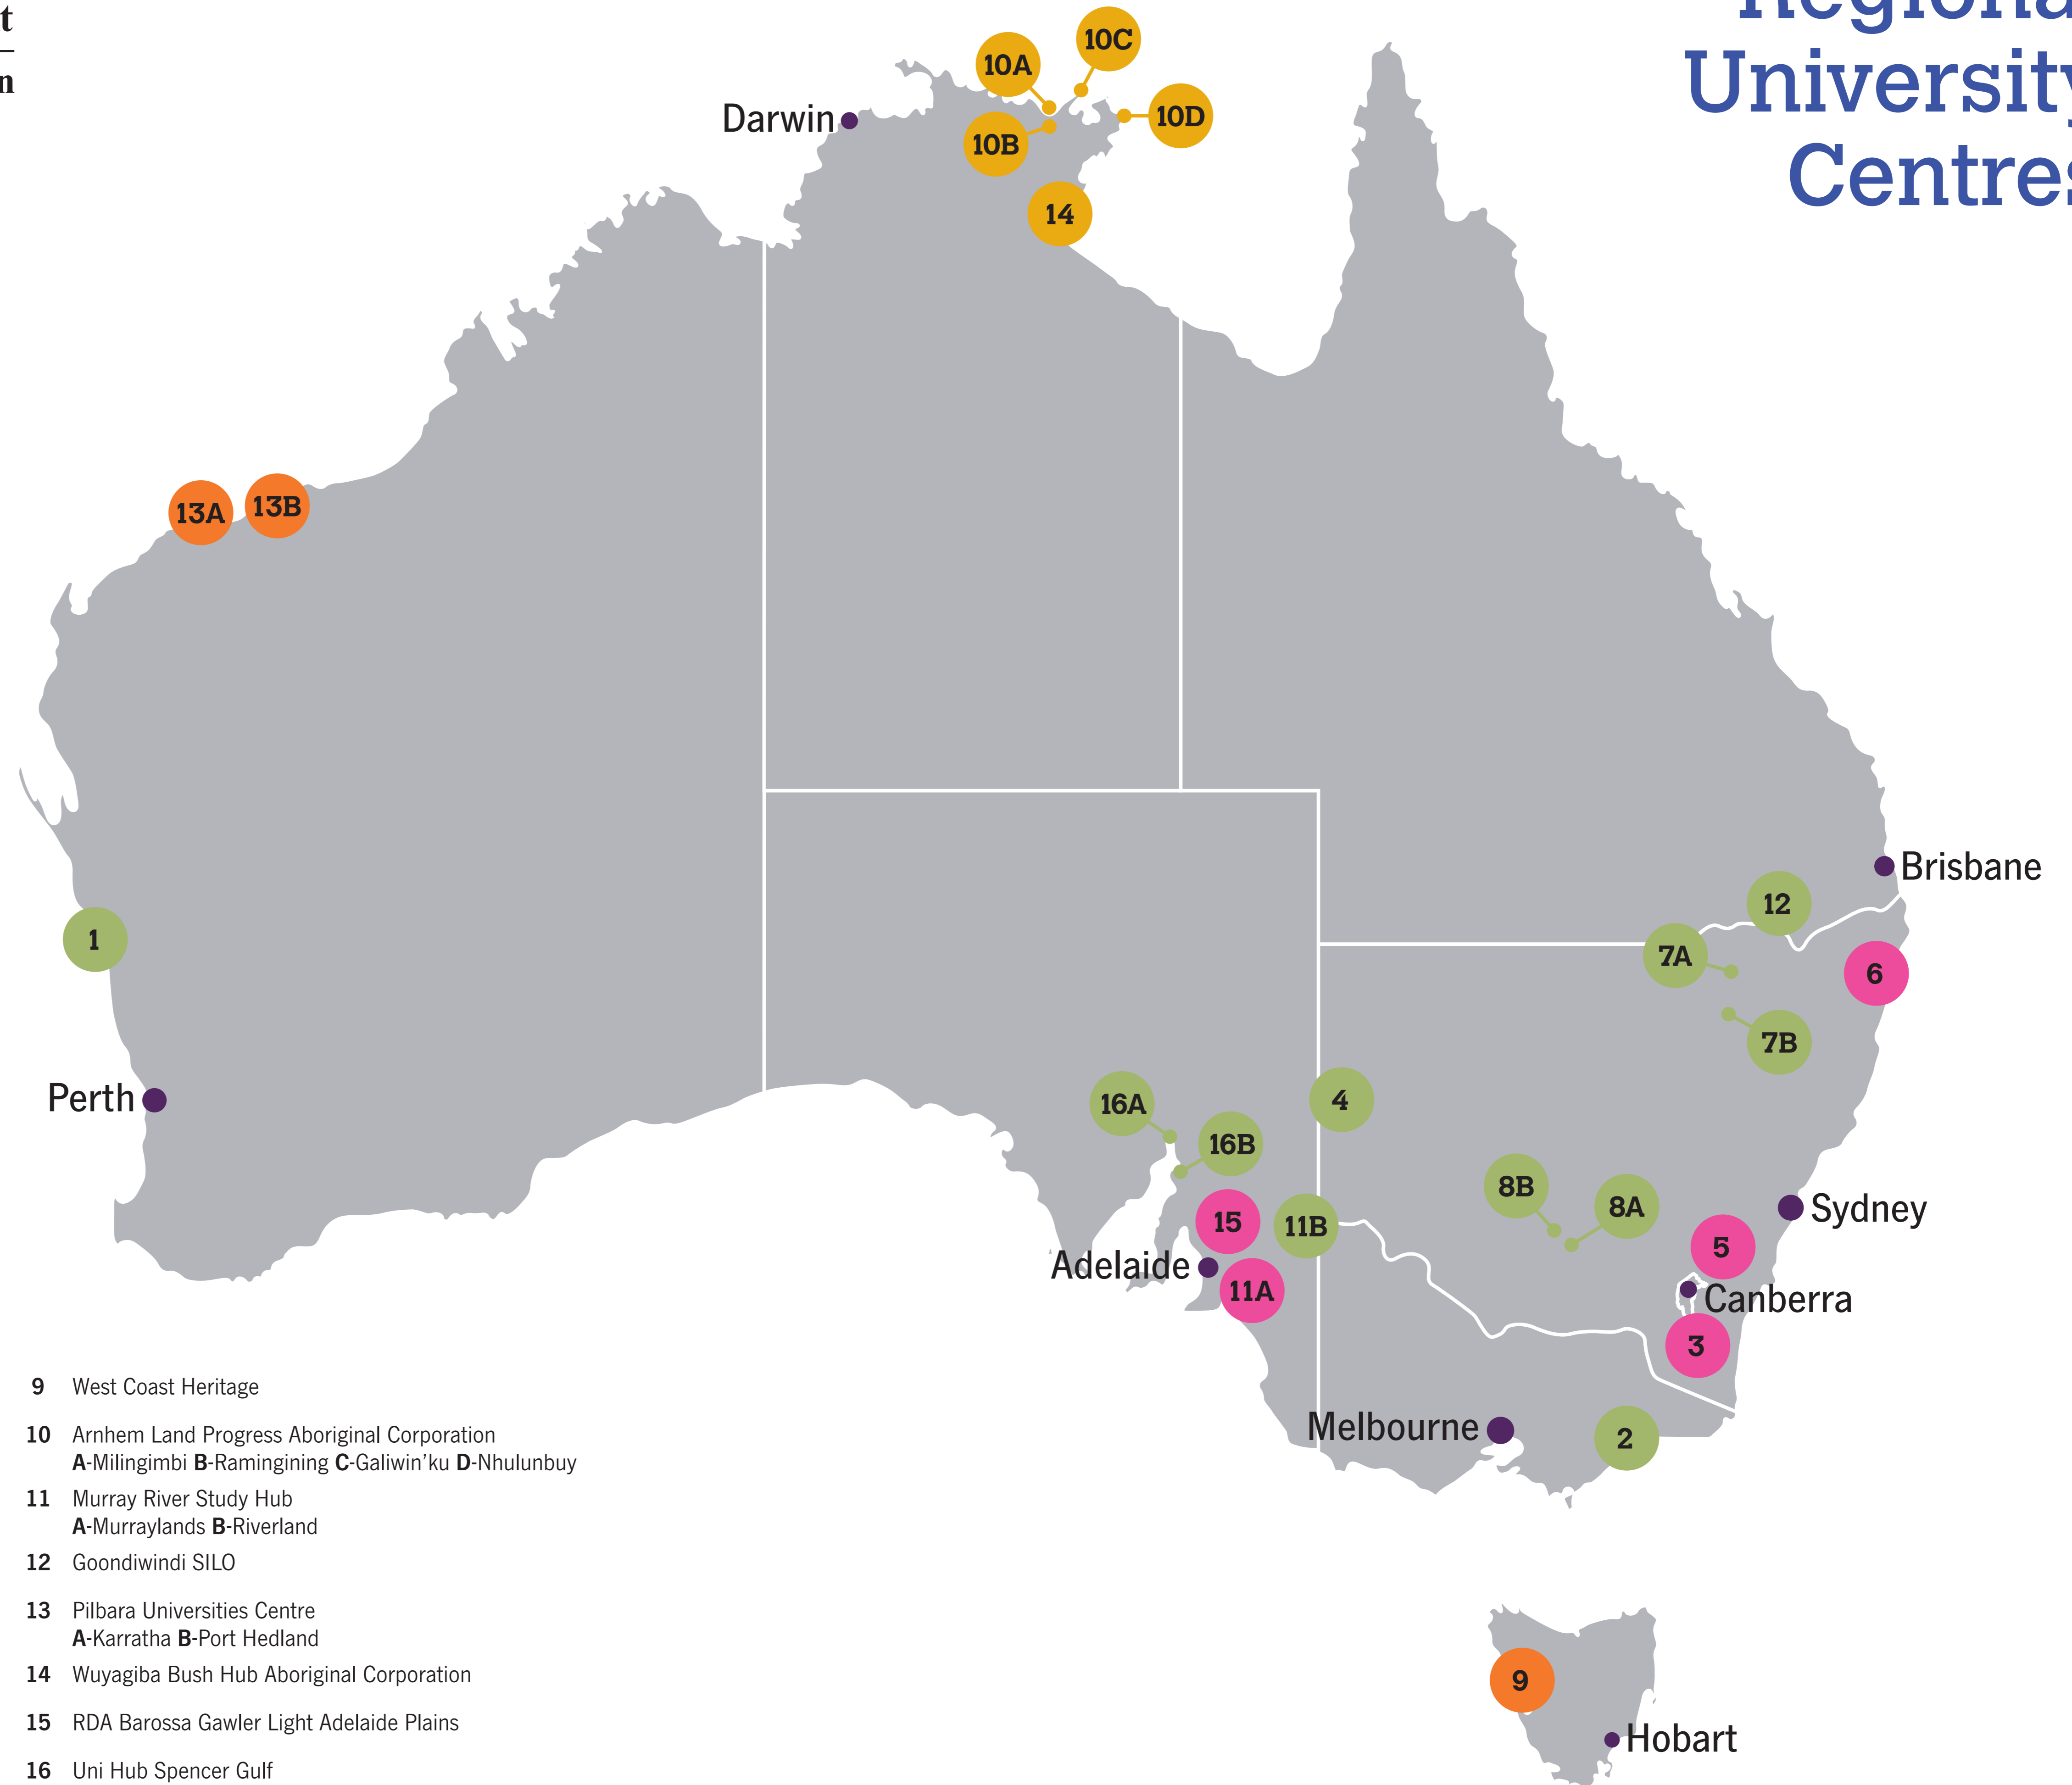 t
n
Regiona
University
Centres
10C
10A
10D
Darwin
10B
14
13A
13B
Brisbane
12
1
7A
6
7B
Perth
16A
4
16B
8B
8A
Sydney
15
11B
5
Adelaide
11A
Canberra
3
Melbourne
2
9 West Coast Heritage
10 Arnhem Land Progress Aboriginal Corporation
A-Milingimbi B-Ramingining C-Galiwin’ku D-Nhulunbuy
11 Murray River Study Hub
A-Murraylands B-Riverland
12 Goondiwindi SILO
13 Pilbara Universities Centre
A-Karratha B-Port Hedland
14 Wuyagiba Bush Hub Aboriginal Corporation
15 RDA Barossa Gawler Light Adelaide Plains
16 Uni Hub Spencer Gulf
9
Hobart